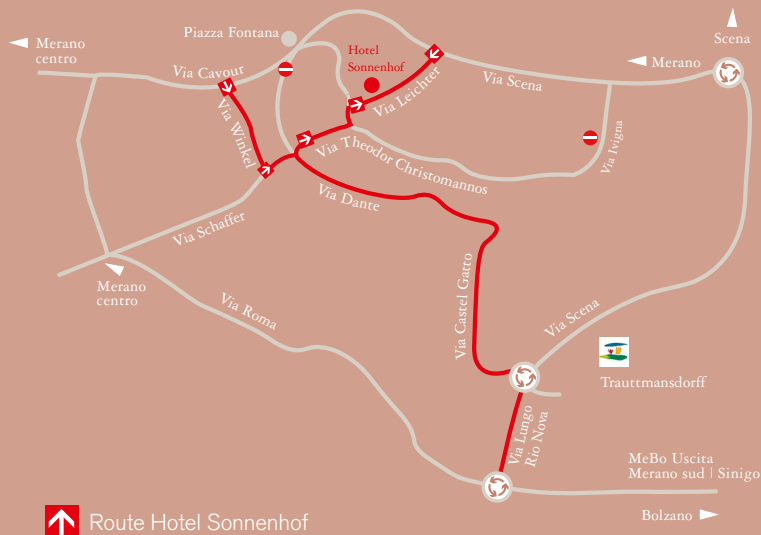 Piazza Fontana
Scena
Merano
centro
Hotel
Sonnenhof
Merano
Via Cavour
Via Scena
Via Leichter
Via Winkel
Via Theodor Christomannos
Via Ivigna
Via Dante
Via Schaffer
Merano
centro
Via Roma
Via Castel Gatto
Via Scena
Trauttmansdorff
Via Lungo
Rio Nova
MeBo Uscita
Merano sud | Sinigo
Bolzano
Route Hotel Sonnenhof